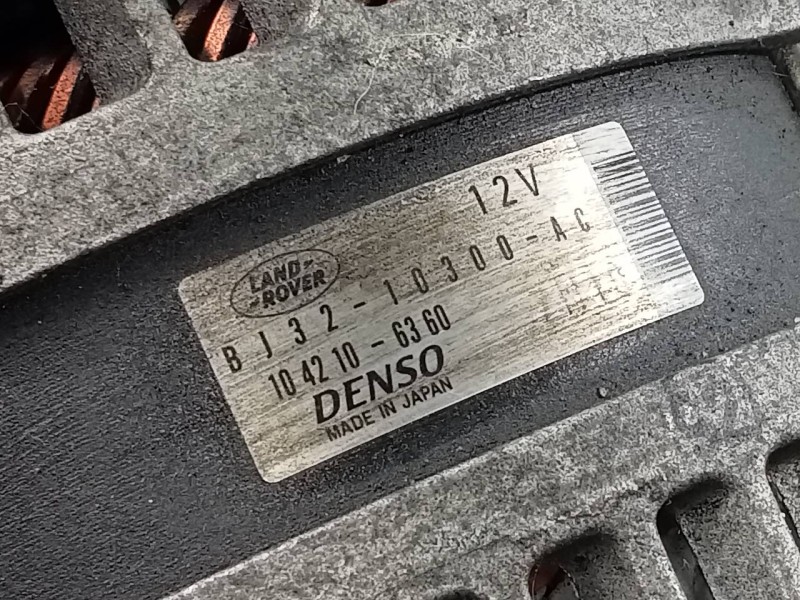 12V
LAND
ROVER
BJ32-10300-AC
104210-6360
DENSO
MADE IN JAPAN